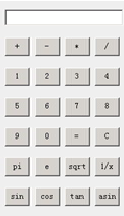 + - * /
1 2 3 4
5 6 7 8
9 0 = C
pi e sqrt 1/x
sin cos tan asin